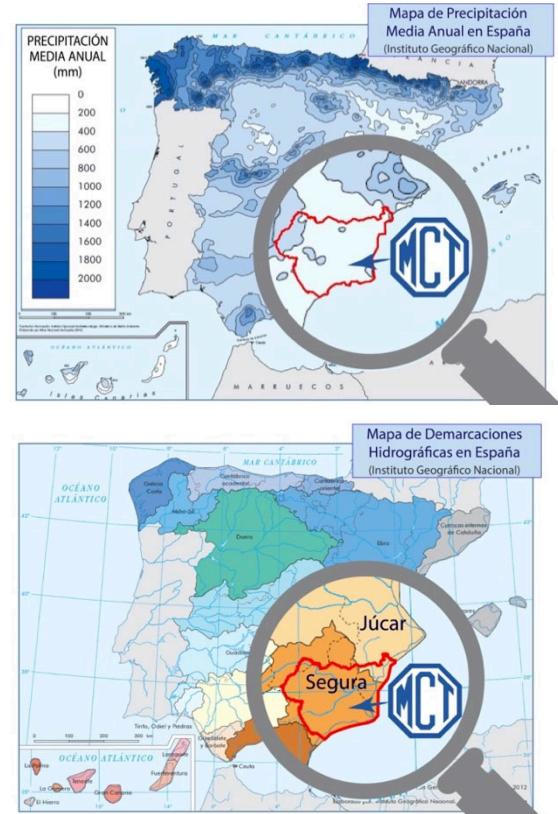 Mapa de Precipitación
Media Anual en España
(Instituto Geográfico Nacional)
PRECIPITACIÓN
MEDIA ANUAL
(mm)
0
200
400
600
800
1000
1200
1400
1600
1800
2000
MAR CANTÁBRICO
FRANCIA
ANDORRA
PORTUGAL
Baleares
MCT
OCÉANO ATLÁNTICO
Islas Canarias
MARRUECOS
Mapa de Demarcaciones
Hidrográficas en España
(Instituto Geográfico Nacional)
MAR CANTÁBRICO
OCÉANO
ATLÁNTICO
Galicia
Costa
Cantábrico
occidental
Cantábrico
oriental
Miño-Sil
Duero
Ebro
Cuencas internas
de Cataluña
Júcar
Segura
MCT
Tinto, Odiel y Piedras
Guadalete
y Barbate
Ceuta
OCÉANO ATLÁNTICO
Lanzarote
La Palma
La Gomera
Tenerife
Fuerteventura
El Hierro
Gran Canaria
2012
Geográfico Nacional